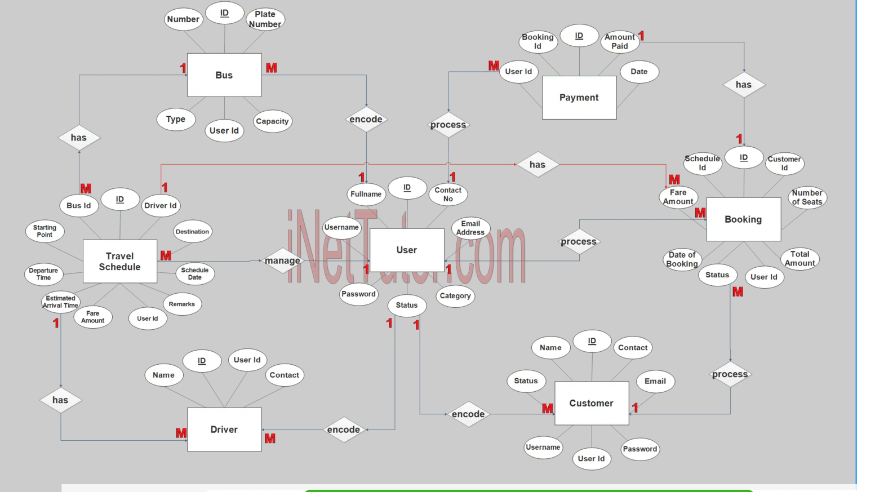 Number
ID
Plate
Number
Bus
Type
User Id
Capacity
1
M
has
encode
Booking
Id
ID
Amount
Paid
1
User Id
M
Date
Payment
process
has
1
M
Bus Id
ID
1
Driver Id
Starting
Point
Destination
Travel
Schedule
M
Departure
Time
Schedule
Date
Estimated
Arrival Time
Remarks
Fare
Amount
User Id
1
manage
has
1
Fullname
ID
1
Contact
No
Username
Email
Address
User
1
1
Password
Status
Category
1
1
iNetTutor.com
process
Schedule
Id
ID
Customer
Id
M
Fare
Amount
Number
of Seats
M
Booking
Date of
Booking
Total
Amount
Status
User Id
M
process
has
Name
ID
User Id
Contact
Driver
M
M
encode
encode
Name
ID
Contact
Status
Email
Customer
M
1
Username
User Id
Password